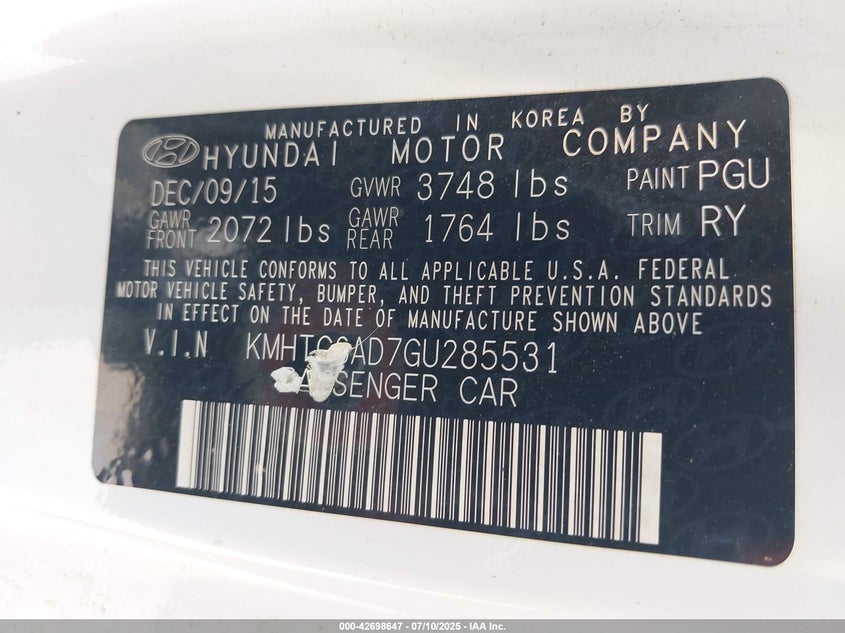 MANUFACTURED IN KOREA BY
HYUNDAI MOTOR COMPANY
DEC/09/15 GVWR 3748 lbs PAINT PGU
GAWR FRONT 2072 lbs GAWR REAR 1764 lbs TRIM RY
THIS VEHICLE CONFORMS TO ALL APPLICABLE U.S.A. FEDERAL
MOTOR VEHICLE SAFETY, BUMPER, AND THEFT PREVENTION STANDARDS
IN EFFECT ON THE DATE OF MANUFACTURE SHOWN ABOVE
V.I.N
CAR
000-42698647 - 07/10/2025 - IAA Inc.